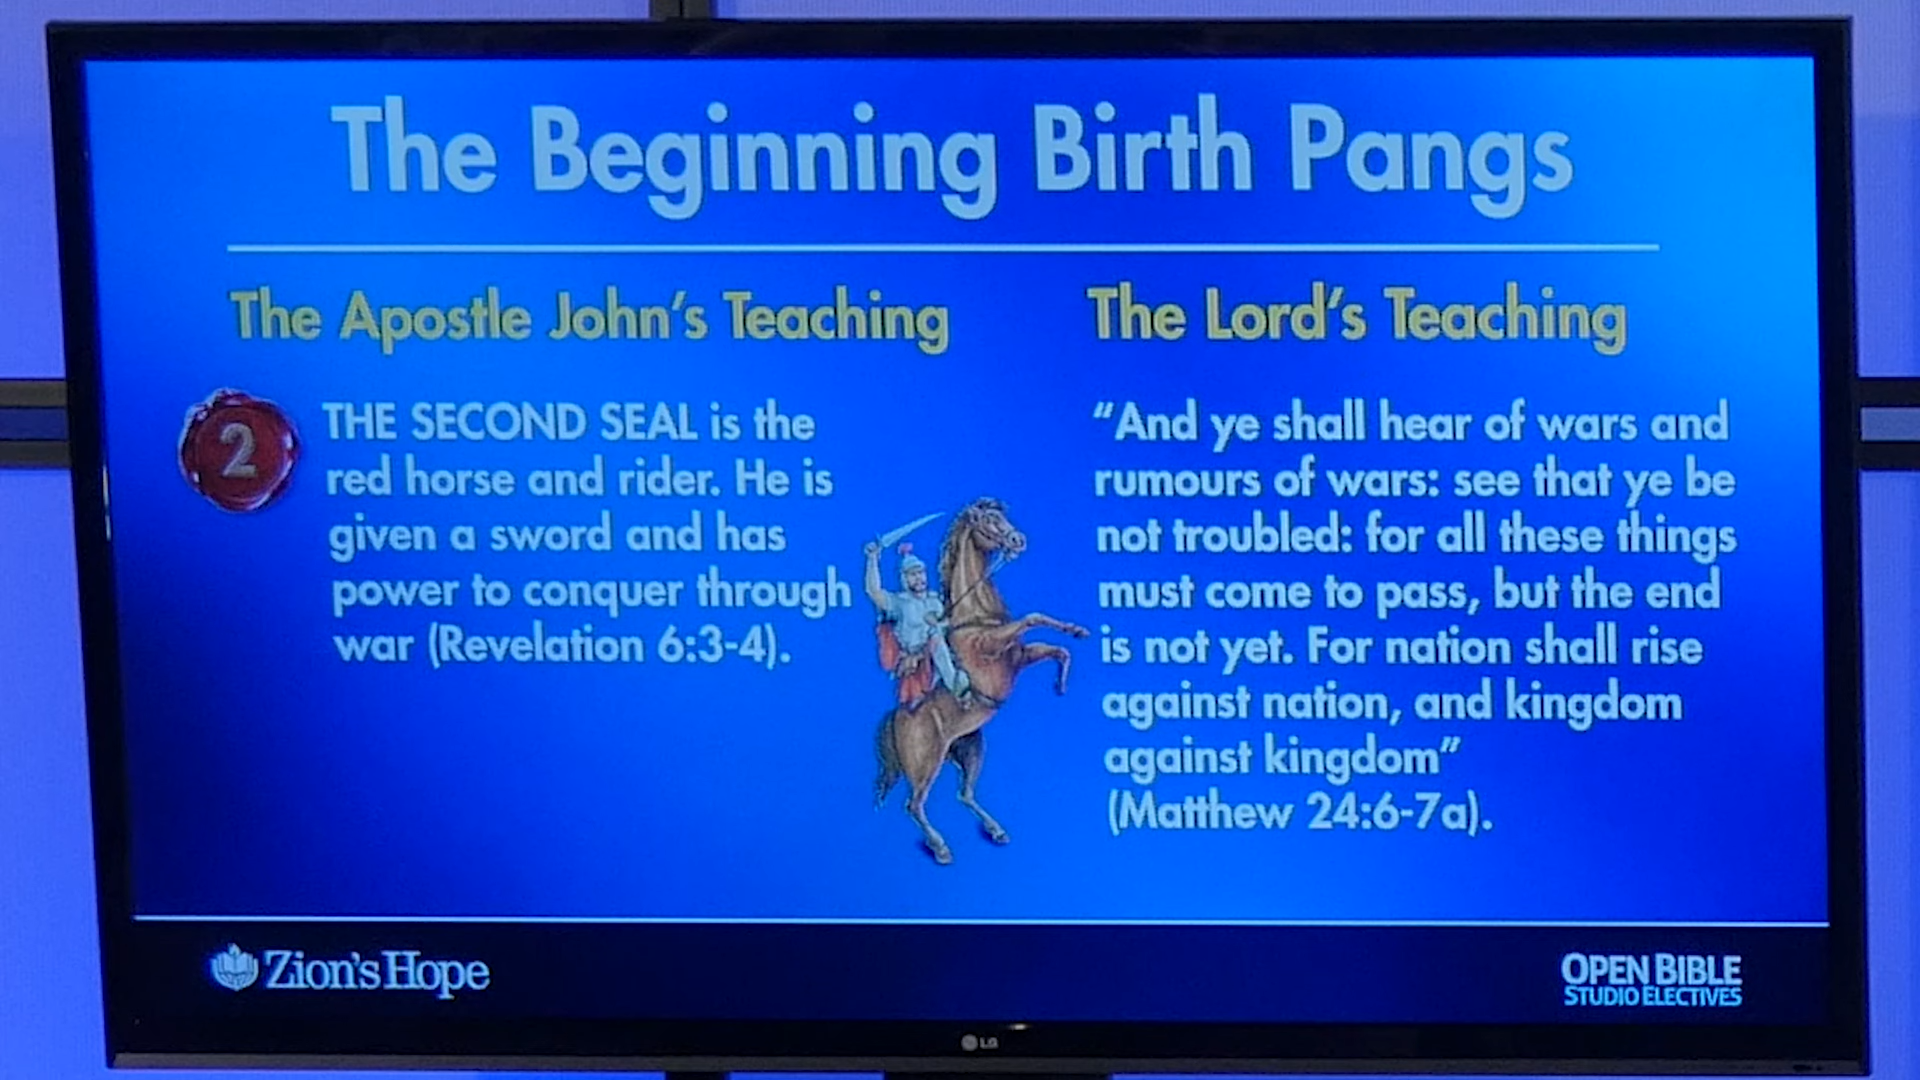 The Beginning Birth Pangs
The Apostle John's Teaching
2
THE SECOND SEAL is the
red horse and rider. He is
given a sword and has
power to conquer through
war (Revelation 6:3-4).
The Lord's Teaching
“And ye shall hear of wars and
rumours of wars: see that ye be
not troubled: for all these things
must come to pass, but the end
is not yet. For nation shall rise
against nation, and kingdom
against kingdom”
(Matthew 24:6-7a).
Zion's Hope
OPEN BIBLE
STUDIO ELECTIVES
LG